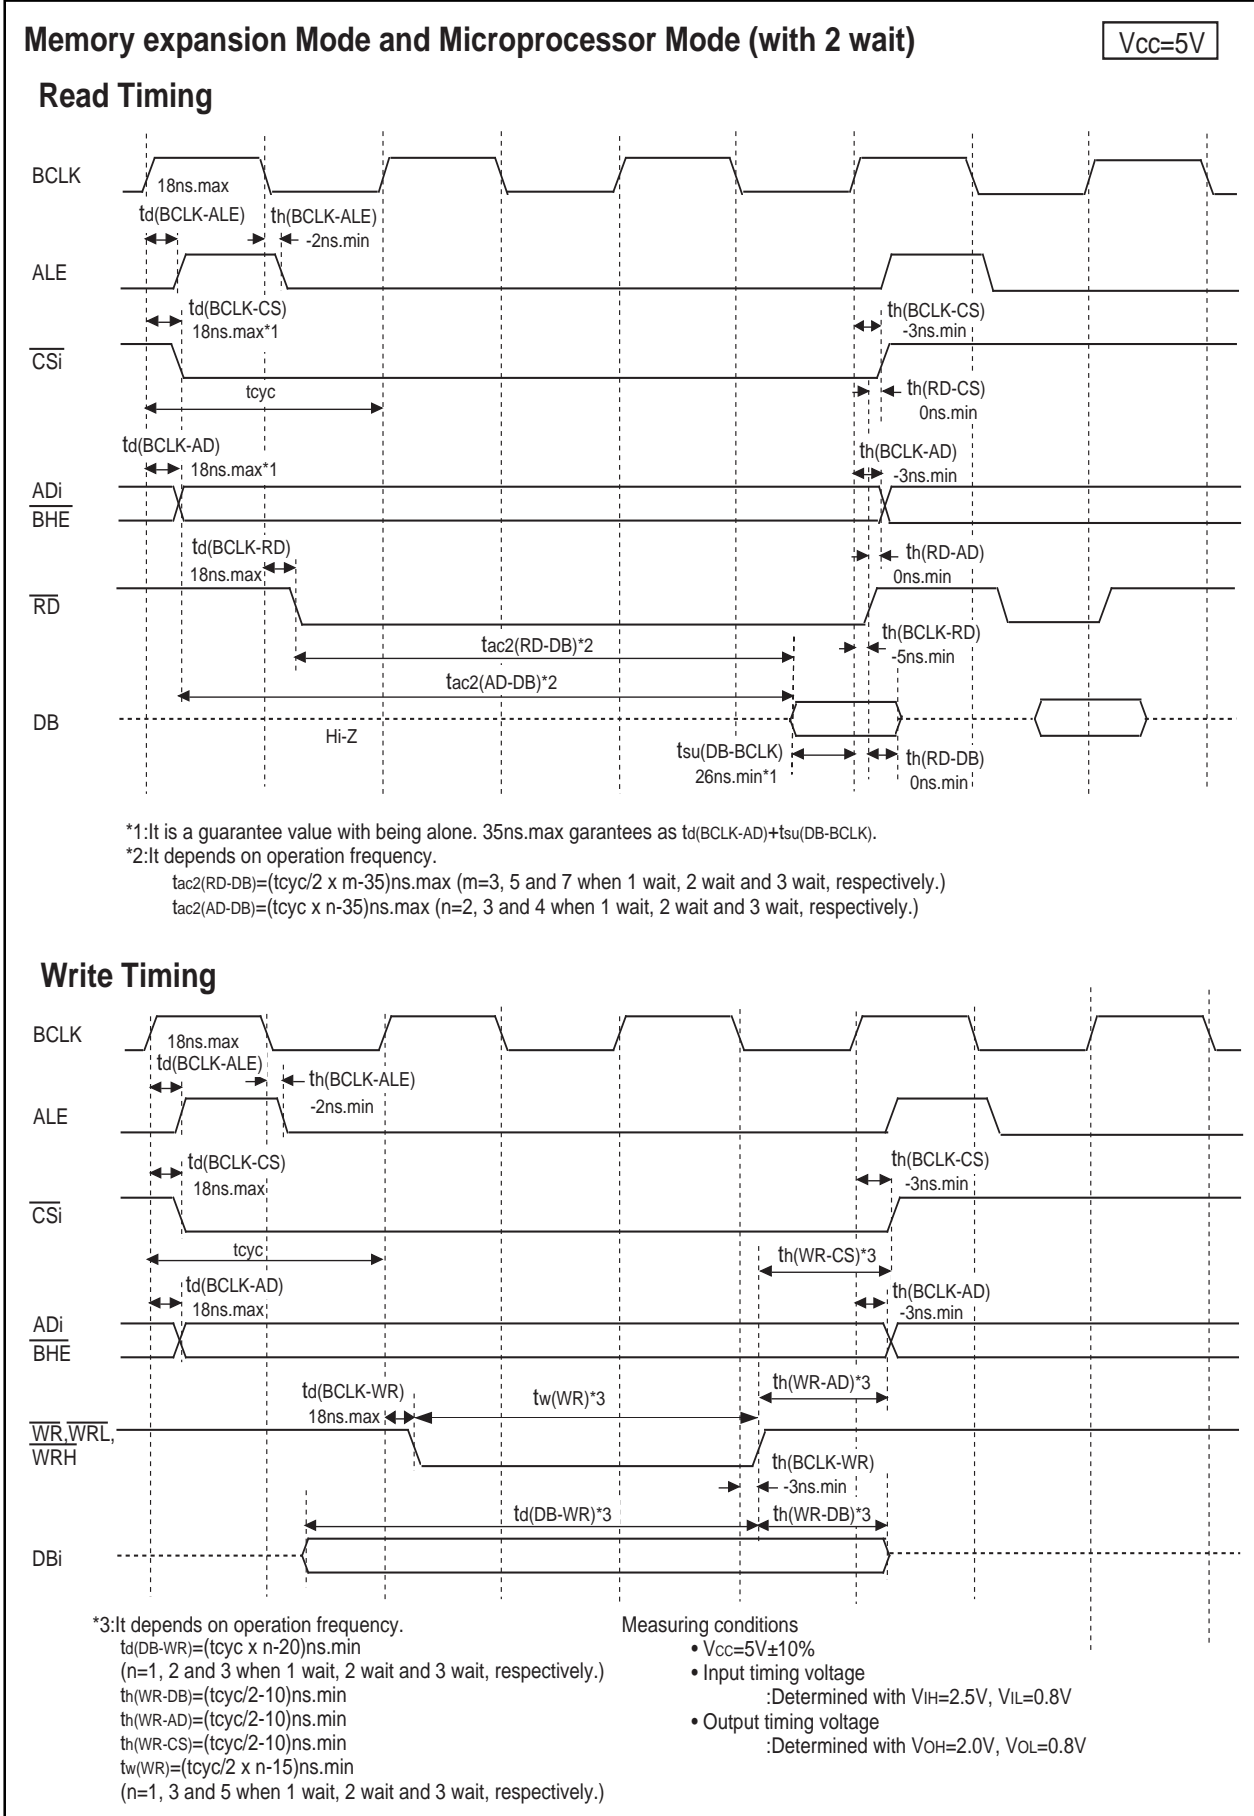 Memory expansion Mode and Microprocessor Mode (with 2 wait)
Vcc=5V
Read Timing
BCLK
18ns.max
td(BCLK-ALE)
th(BCLK-ALE)
-2ns.min
ALE
td(BCLK-CS)
18ns.max*1
th(BCLK-CS)
-3ns.min
CSi
tcyc
th(RD-CS)
0ns.min
td(BCLK-AD)
18ns.max*1
th(BCLK-AD)
-3ns.min
ADi
BHE
td(BCLK-RD)
18ns.max
th(RD-AD)
0ns.min
RD
tac2(RD-DB)*2
th(BCLK-RD)
-5ns.min
tac2(AD-DB)*2
DB
Hi-Z
tsu(DB-BCLK)
26ns.min*1
th(RD-DB)
0ns.min
*1:It is a guarantee value with being alone. 35ns.max garantees as td(BCLK-AD)+tsu(DB-BCLK).
*2:It depends on operation frequency.
tac2(RD-DB)=(tcyc/2 x m-35)ns.max (m=3, 5 and 7 when 1 wait, 2 wait and 3 wait, respectively.)
tac2(AD-DB)=(tcyc x n-35)ns.max (n=2, 3 and 4 when 1 wait, 2 wait and 3 wait, respectively.)
Write Timing
BCLK
18ns.max
td(BCLK-ALE)
th(BCLK-ALE)
-2ns.min
ALE
td(BCLK-CS)
18ns.max
th(BCLK-CS)
-3ns.min
CSi
tcyc
th(WR-CS)*3
td(BCLK-AD)
18ns.max
th(BCLK-AD)
-3ns.min
ADi
BHE
td(BCLK-WR)
18ns.max
tw(WR)*3
th(WR-AD)*3
WR,WRL,
WRH
th(BCLK-WR)
-3ns.min
td(DB-WR)*3
th(WR-DB)*3
DBi
*3:It depends on operation frequency.
td(DB-WR)=(tcyc x n-20)ns.min
(n=1, 2 and 3 when 1 wait, 2 wait and 3 wait, respectively.)
th(WR-DB)=(tcyc/2-10)ns.min
th(WR-AD)=(tcyc/2-10)ns.min
th(WR-CS)=(tcyc/2-10)ns.min
tw(WR)=(tcyc/2 x n-15)ns.min
(n=1, 3 and 5 when 1 wait, 2 wait and 3 wait, respectively.)
Measuring conditions
• VCC=5V±10%
• Input timing voltage
:Determined with VIH=2.5V, VIL=0.8V
• Output timing voltage
:Determined with VOH=2.0V, VOL=0.8V